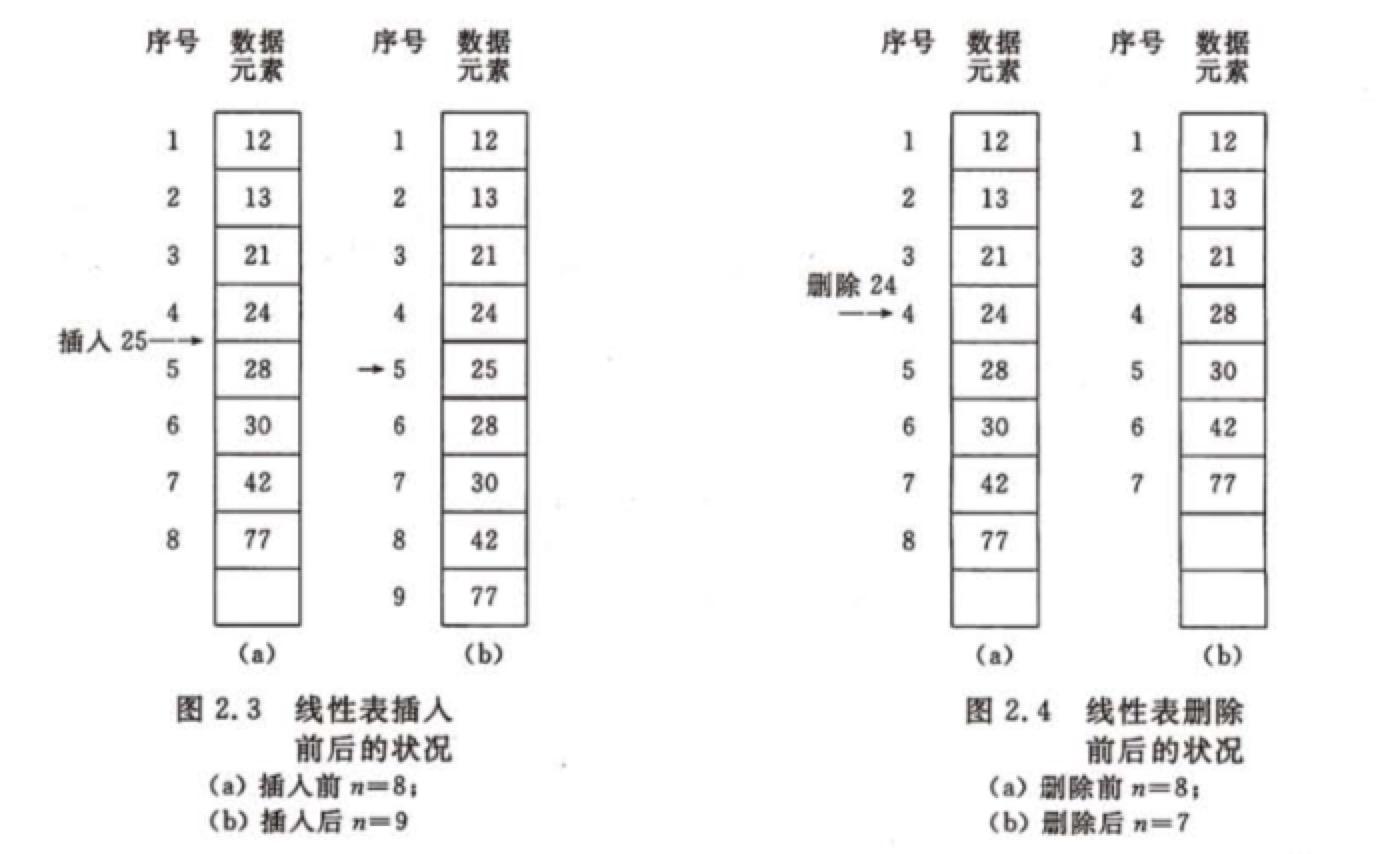 序号 数据元素 序号 数据元素
1 12 1 12
2 13 2 13
3 21 3 21
4 24 4 24
插入 25
5 28 5 25
6 30 6 28
7 42 7 30
8 77 8 42
9 77
(a) (b)
图 2.3 线性表插入
前后的状况
(a) 插入前 n=8;
(b) 插入后 n=9
序号 数据元素 序号 数据元素
1 12 1 12
2 13 2 13
3 21 3 21
删除 24
4 24 4 28
5 28 5 30
6 30 6 42
7 42 7 77
8 77
(a) (b)
图 2.4 线性表删除
前后的状况
(a) 删除前 n=8;
(b) 删除后 n=7